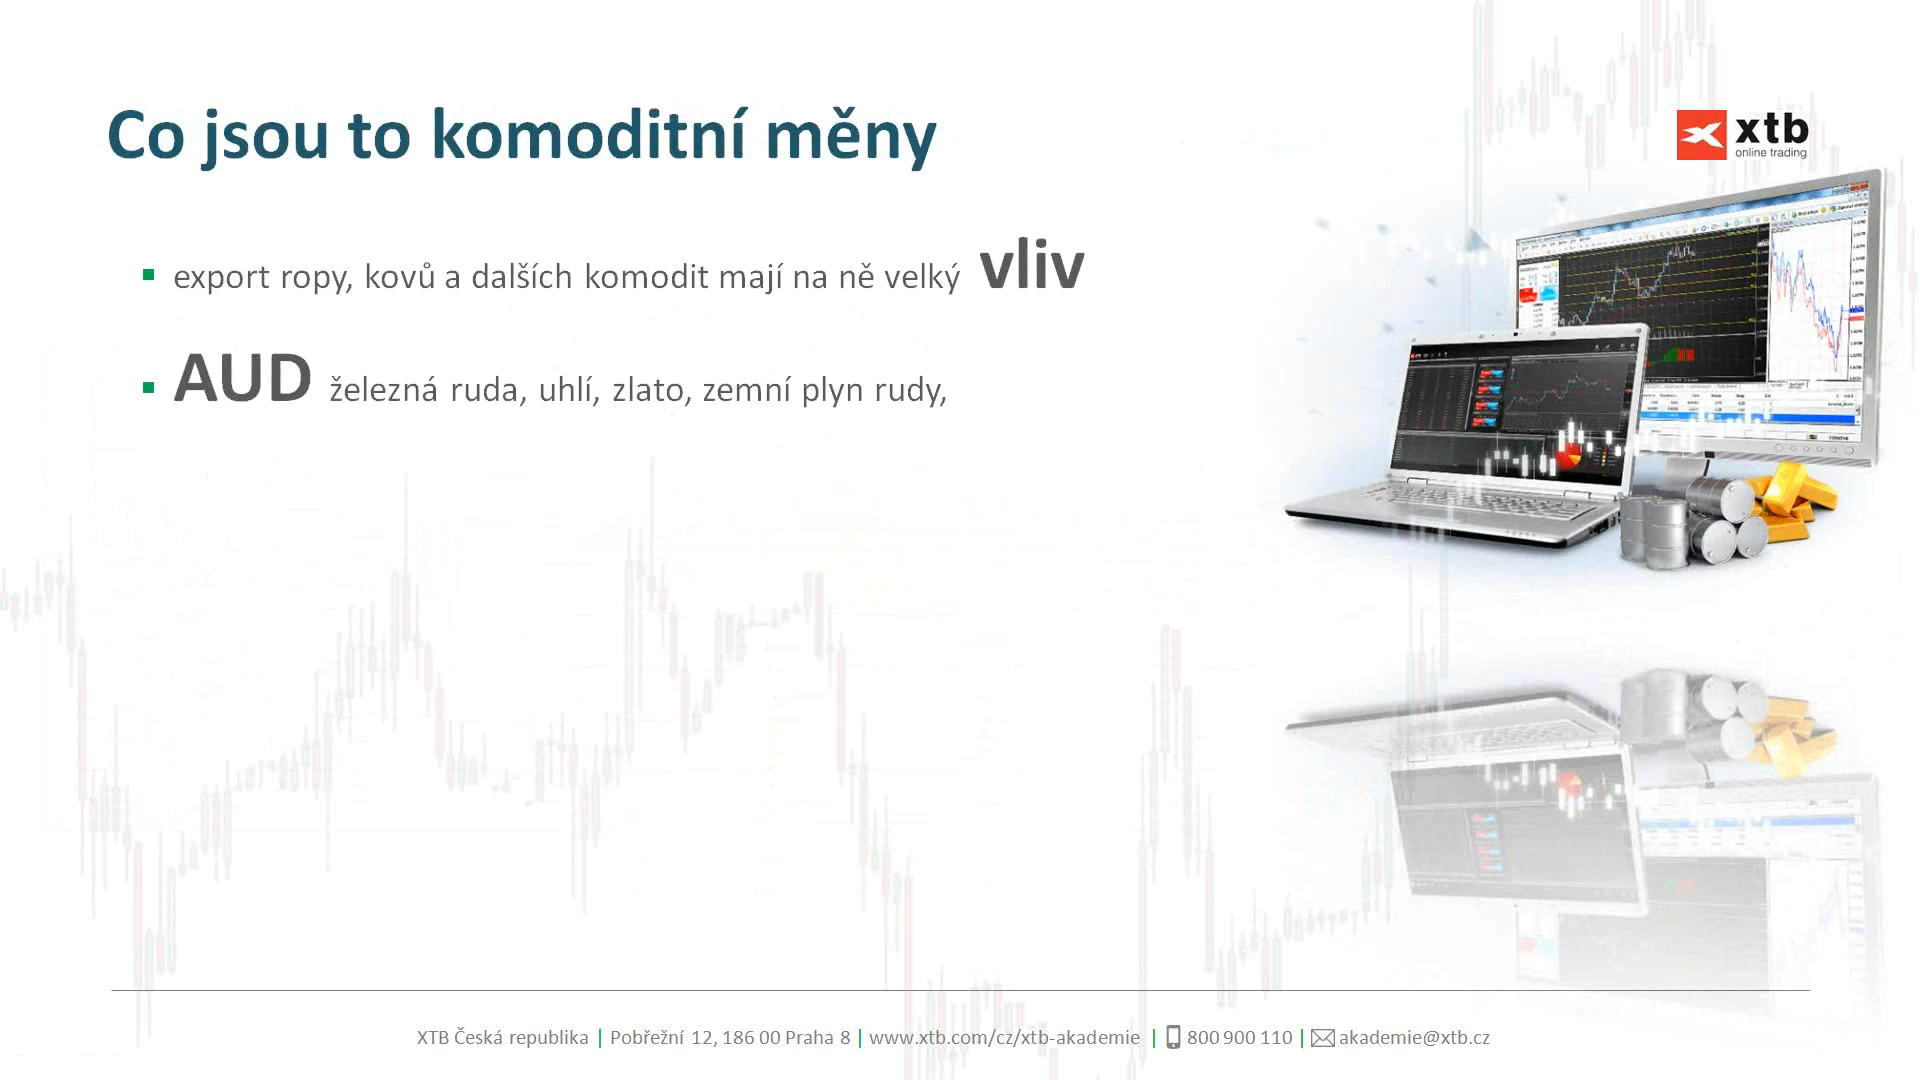 Co jsou to komoditní měny
xtb
online trading
export ropy, kovů a dalších komodit mají na ně velký vliv
AUD železná ruda, uhlí, zlato, zemní plyn rudy,
XTB Česká republika | Pobřežní 12, 186 00 Praha 8 | www.xtb.com/cz/xtb-akademie | 800 900 110 | akademie@xtb.cz